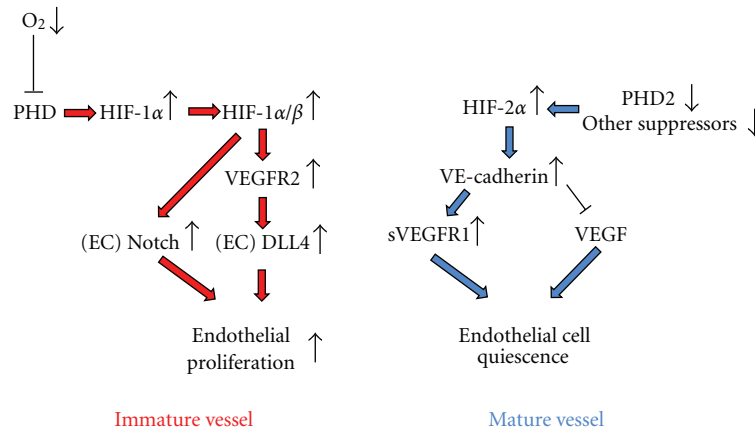 O₂ ↓
PHD
HIF-1α ↑
HIF-1α/β ↑
VEGFR2 ↑
(EC) Notch ↑
(EC) DLL4 ↑
Endothelial
proliferation ↑
Immature vessel
HIF-2α ↑
PHD2 ↓
Other suppressors ↓
VE-cadherin ↑
sVEGFR1 ↑
VEGF
Endothelial cell
quiescence
Mature vessel